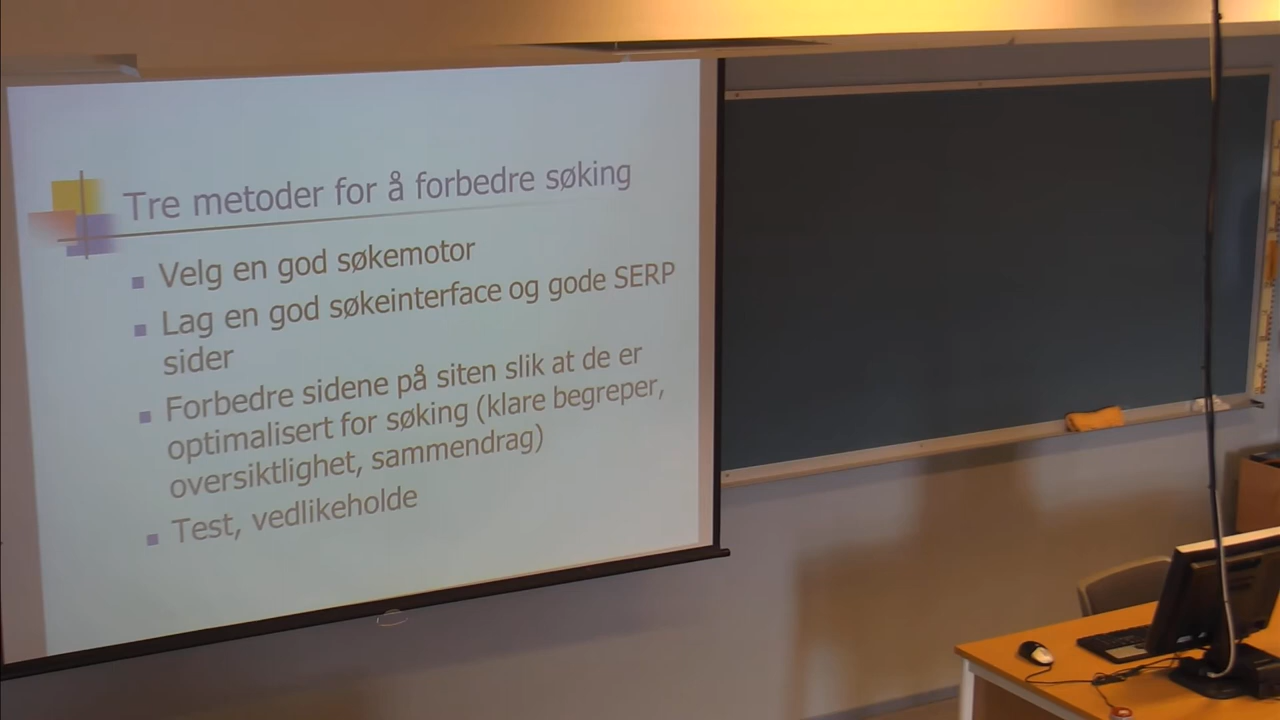 Tre metoder for å forbedre søking
Velg en god søkemotor
Lag en god søkeinterface og gode SERP
sider
Forbedre sidene på siten slik at de er
optimalisert for søking (klare begreper,
oversiktlighet, sammendrag)
Test, vedlikeholde